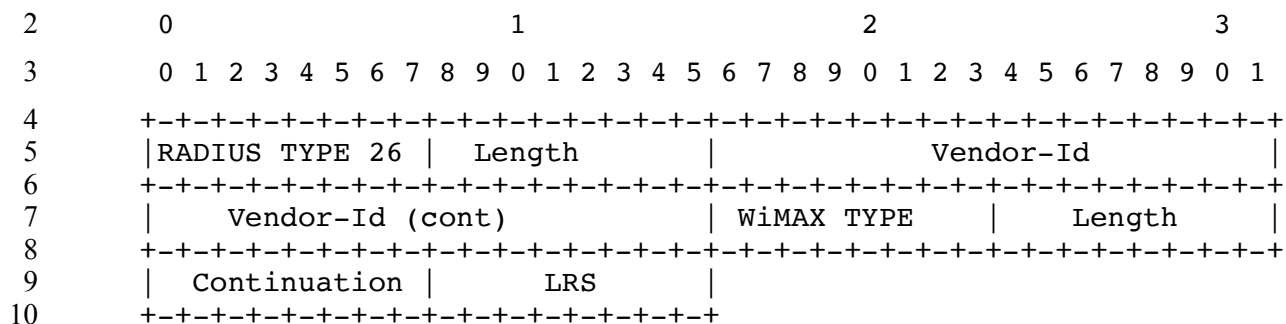 2 0 1 2 3
3 0 1 2 3 4 5 6 7 8 9 0 1 2 3 4 5 6 7 8 9 0 1 2 3 4 5 6 7 8 9 0 1
4 +-+-+-+-+-+-+-+-+-+-+-+-+-+-+-+-+-+-+-+-+-+-+-+-+-+-+-+-+-+-+-+-+
5 |RADIUS TYPE 26 | Length | Vendor-Id |
6 +-+-+-+-+-+-+-+-+-+-+-+-+-+-+-+-+-+-+-+-+-+-+-+-+-+-+-+-+-+-+-+-+
7 | Vendor-Id (cont) | WiMAX TYPE | Length |
8 +-+-+-+-+-+-+-+-+-+-+-+-+-+-+-+-+-+-+-+-+-+-+-+-+-+-+-+-+-+-+-+-+
9 | Continuation | LRS |
10 +-+-+-+-+-+-+-+-+-+-+-+-+-+-+-+-+